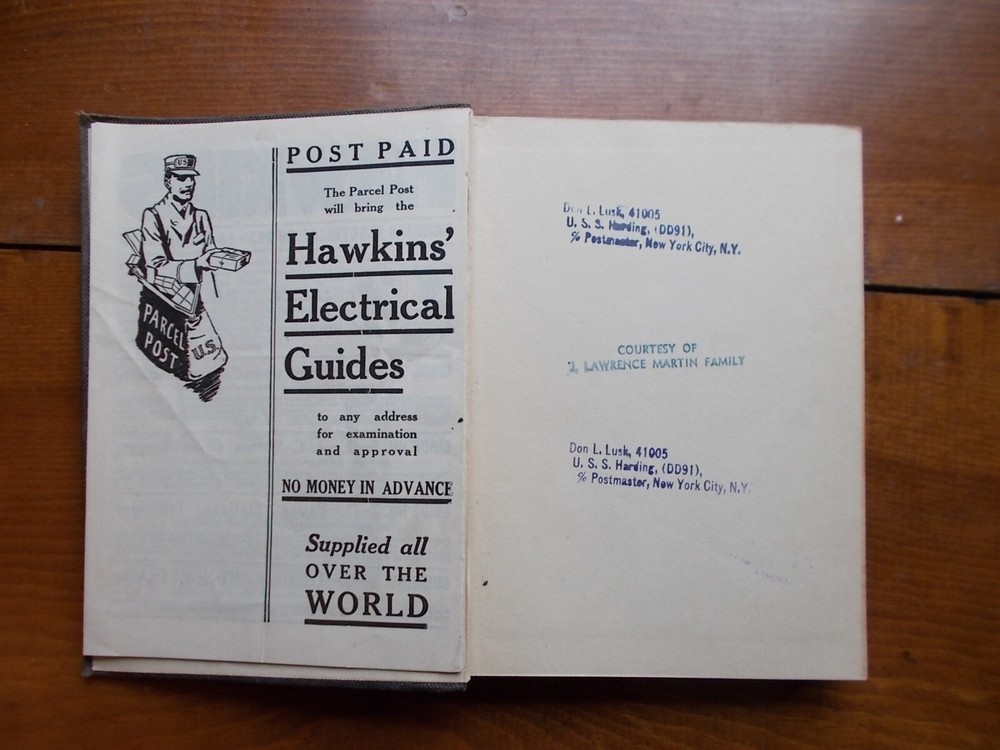 U.S.
PARCEL
POST
U.S.
POST PAID
The Parcel Post
will bring the
Hawkins'
Electrical
Guides
to any address
for examination
and approval
NO MONEY IN ADVANCE
Supplied all
OVER THE
WORLD
Don L. Lusk, 41005
U. S. S. Harding, (DD91),
% Postmaster, New York City, N.Y.
COURTESY OF
J. LAWRENCE MARTIN FAMILY
Don L. Lusk, 41005
U. S. S. Harding, (DD91),
% Postmaster, New York City, N.Y.